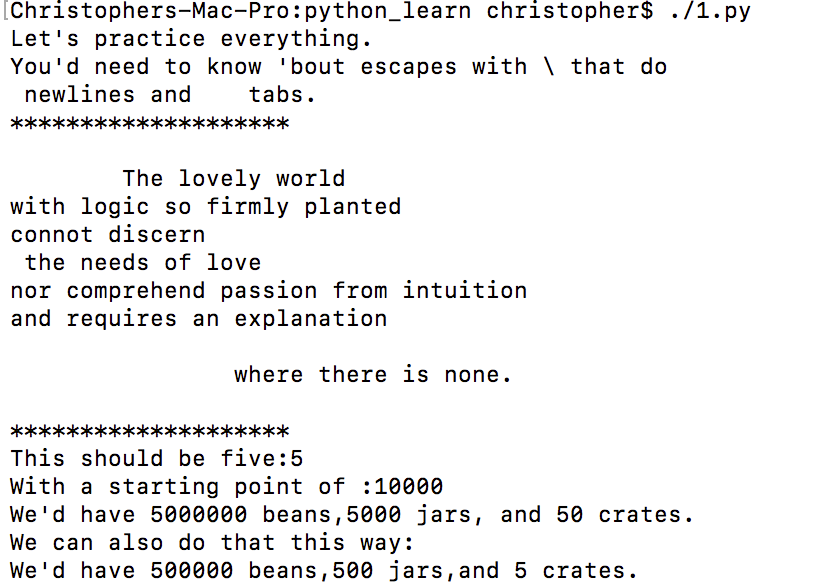 [Christophers-Mac-Pro:python_learn christopher$ ./1.py
Let's practice everything.
You'd need to know 'bout escapes with \ that do
 newlines and    tabs.
********************
        The lovely world
with logic so firmly planted
connot discern
 the needs of love
nor comprehend passion from intuition
and requires an explanation
                where there is none.
********************
This should be five:5
With a starting point of :10000
We'd have 5000000 beans,5000 jars, and 50 crates.
We can also do that this way:
We'd have 500000 beans,500 jars,and 5 crates.